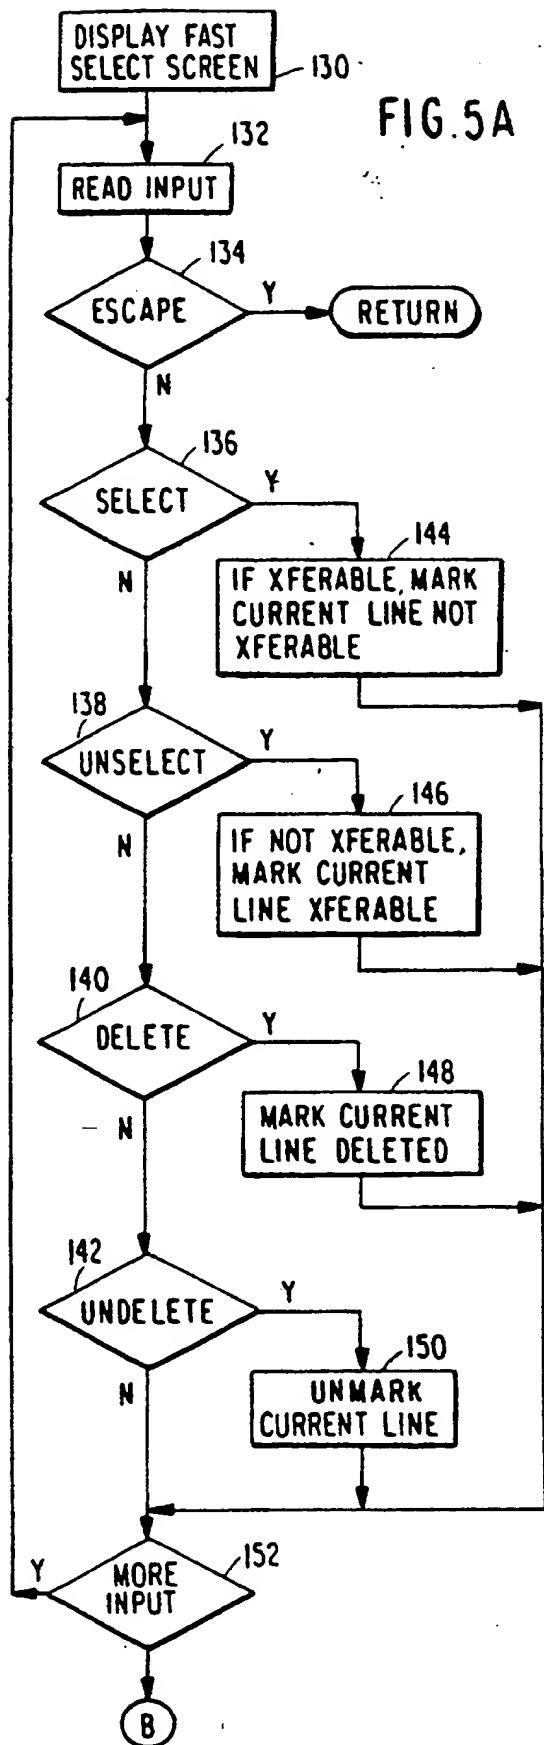 DISPLAY FAST
SELECT SCREEN
130
FIG.5A
132
READ INPUT
134
ESCAPE
Y
RETURN
N
136
SELECT
Y
144
IF XFERABLE, MARK
CURRENT LINE NOT
XFERABLE
N
138
UNSELECT
Y
146
IF NOT XFERABLE,
MARK CURRENT
LINE XFERABLE
N
140
DELETE
Y
148
MARK CURRENT
LINE DELETED
N
142
UNDELETE
Y
150
UNMARK
CURRENT LINE
N
152
MORE
INPUT
Y
B